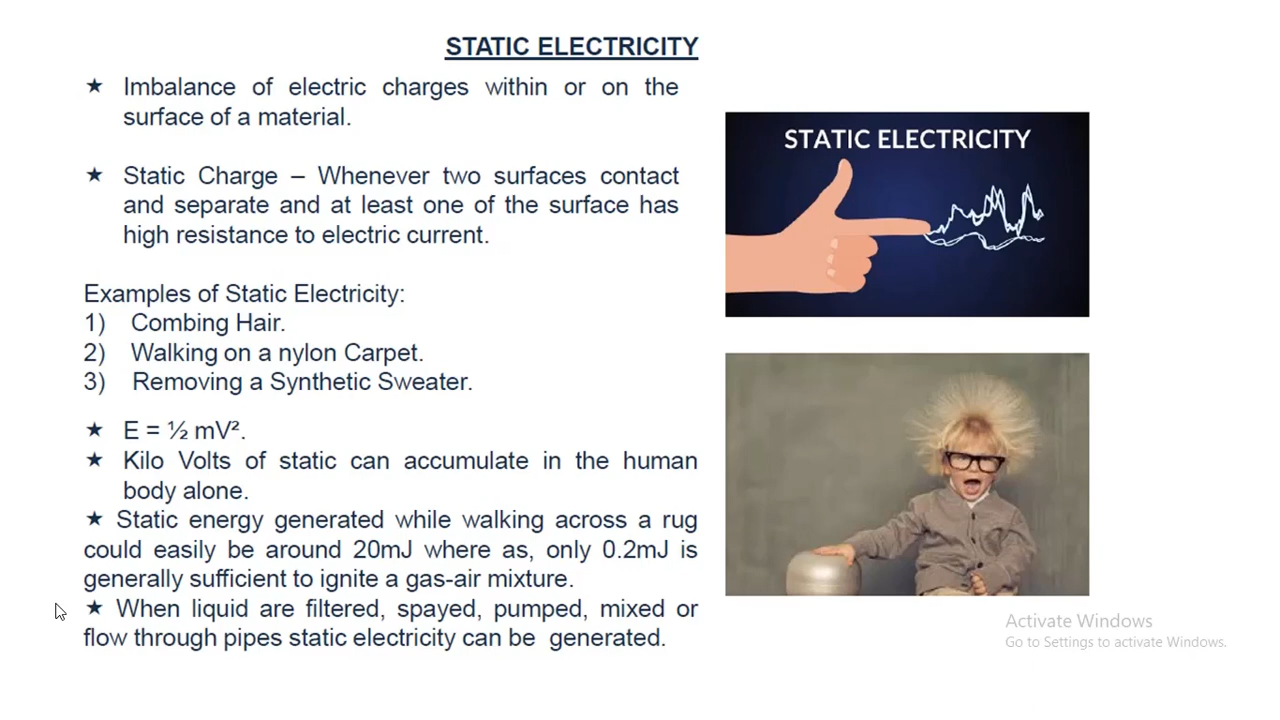 STATIC ELECTRICITY
★ Imbalance of electric charges within or on the
surface of a material.
★ Static Charge – Whenever two surfaces contact
and separate and at least one of the surface has
high resistance to electric current.
Examples of Static Electricity:
1) Combing Hair.
2) Walking on a nylon Carpet.
3) Removing a Synthetic Sweater.
★ E = ½ mV².
★ Kilo Volts of static can accumulate in the human
body alone.
★ Static energy generated while walking across a rug
could easily be around 20mJ where as, only 0.2mJ is
generally sufficient to ignite a gas-air mixture.
★ When liquid are filtered, spayed, pumped, mixed or
flow through pipes static electricity can be generated.
STATIC ELECTRICITY
Activate Windows
Go to Settings to activate Windows.